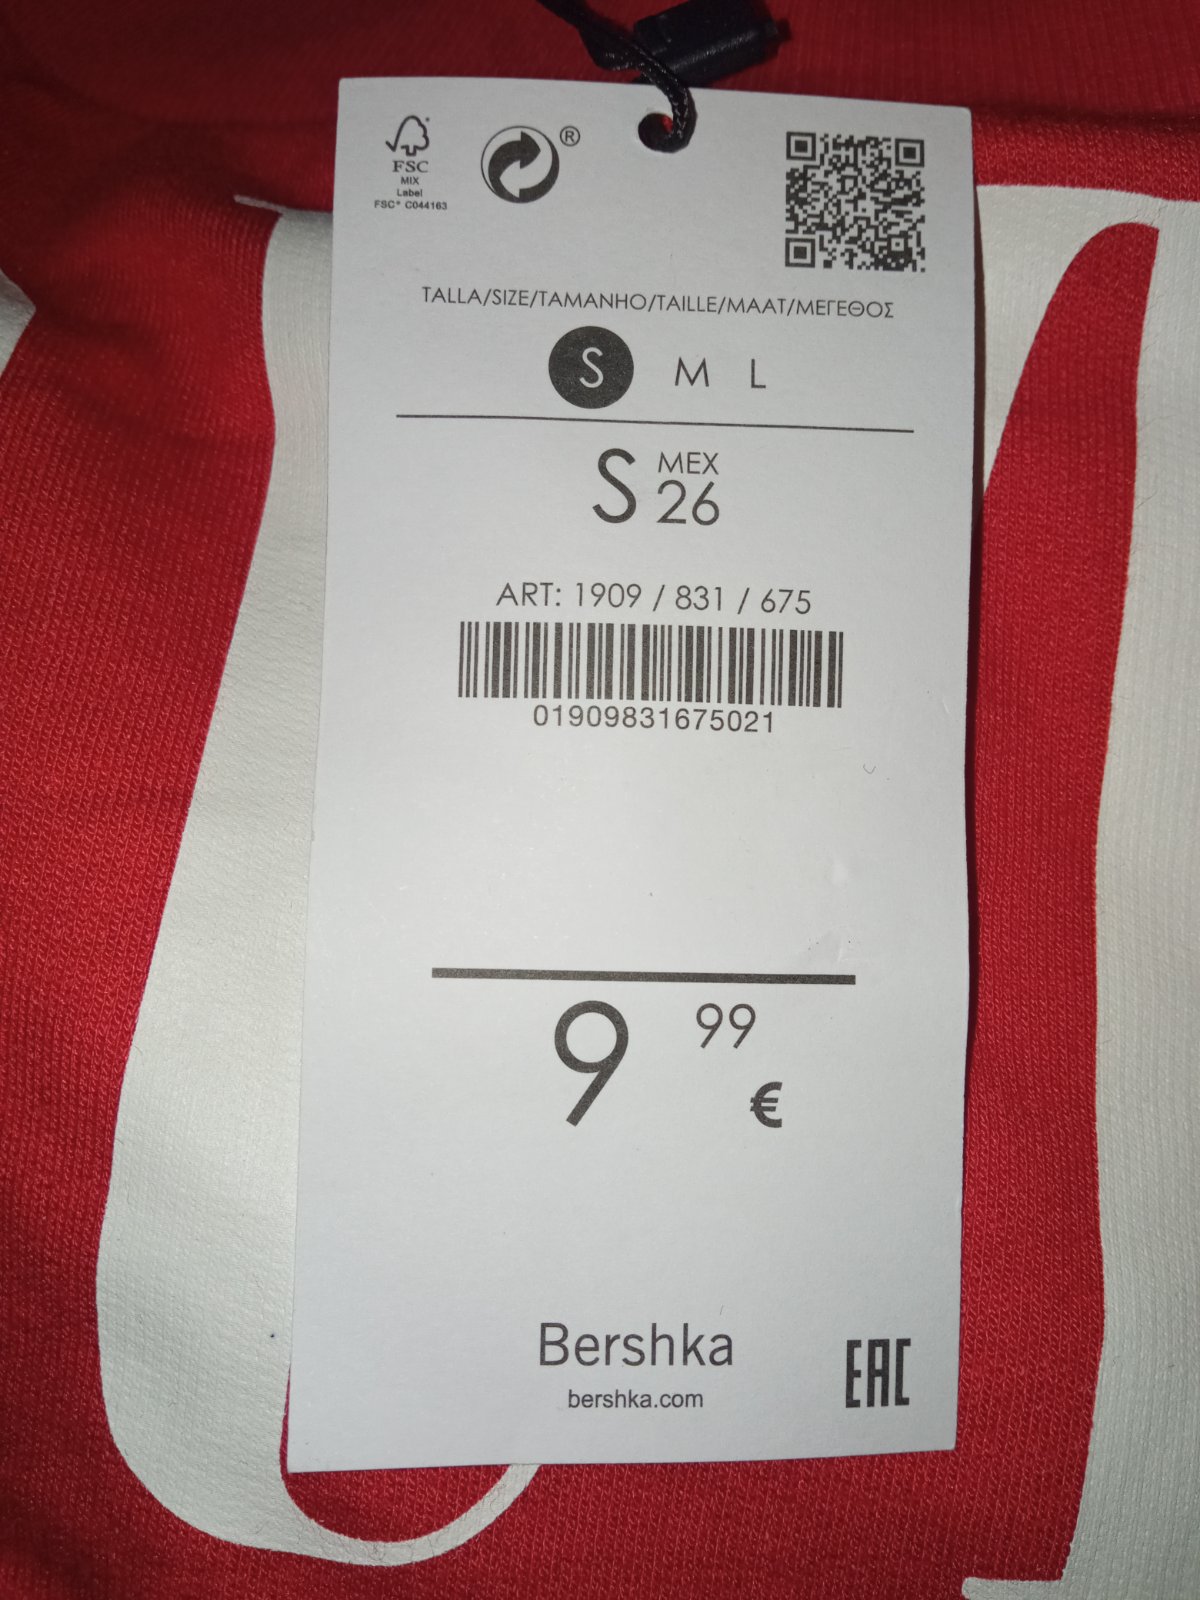 FSC
MIX
Label
FSC® C044163
®
TALLA/SIZE/TAMANHO/TAILLE/MAAT/ΜΕΓΕΘΟΣ
S M L
S MEX 26
ART: 1909 / 831 / 675
01909831675021
9 99 €
Bershka
bershka.com
EAC